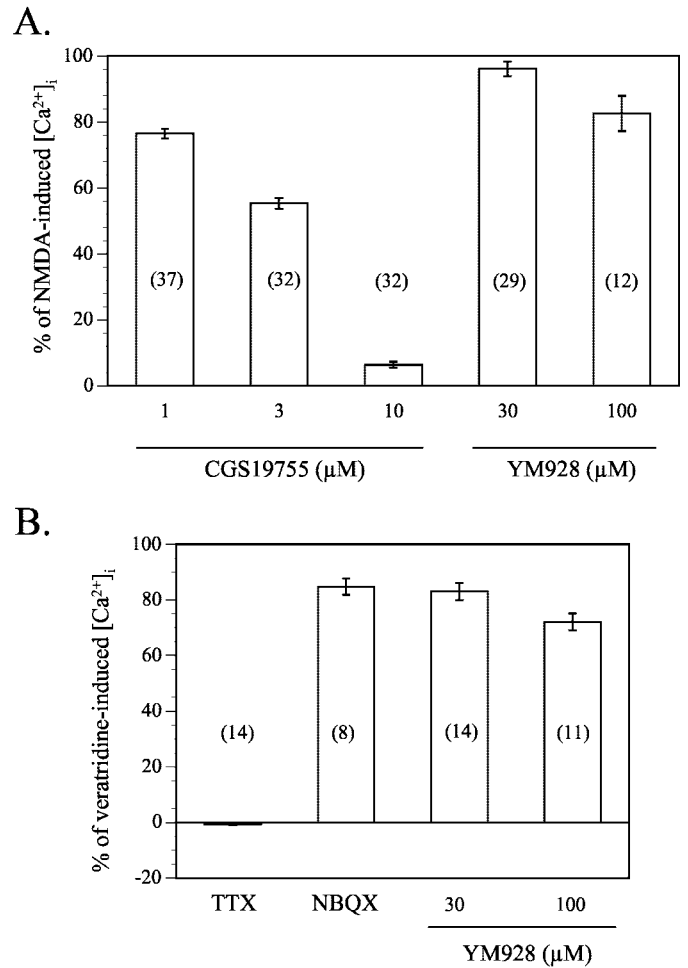 A.
% of NMDA-induced [Ca²⁺]ᵢ
100
80
60
40
20
0
(37) (32) (32) (29) (12)
1 3 10 30 100
CGS19755 (µM) YM928 (µM)
B.
% of veratridine-induced [Ca²⁺]ᵢ
100
80
60
40
20
0
-20
(14) (8) (14) (11)
TTX NBQX 30 100
YM928 (µM)